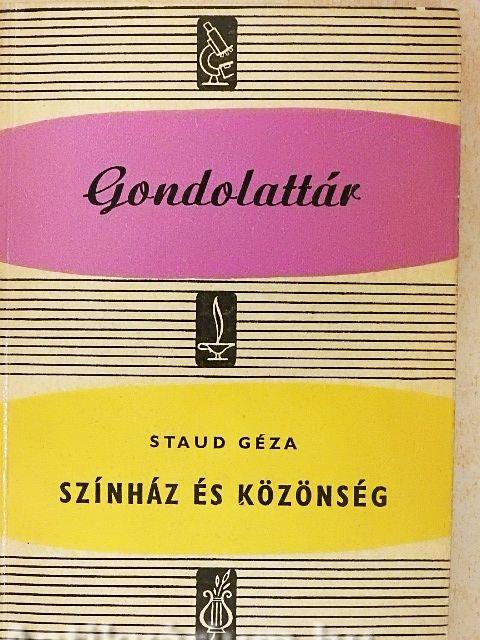 Gondolattár
STAUD GÉZA
SZÍNHÁZ ÉS KÖZÖNSÉG